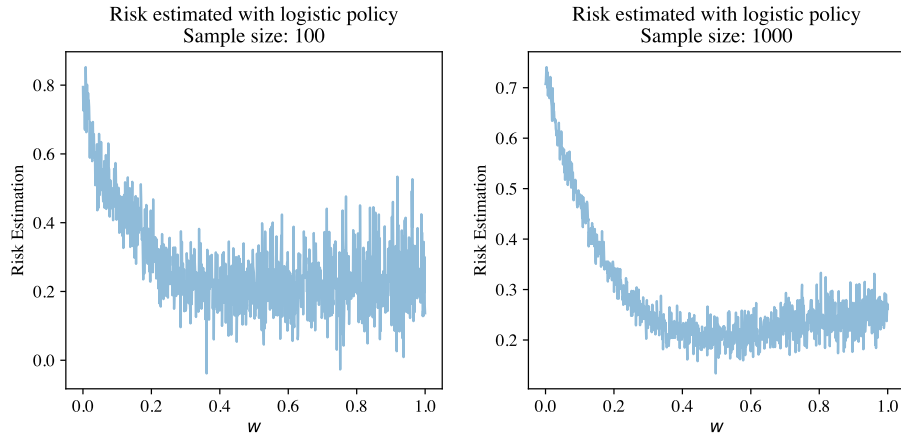 Risk estimated with logistic policy
Sample size: 100
0.8
0.6
0.4
0.2
0.0
Risk Estimation
0.0 0.2 0.4 0.6 0.8 1.0
w
Risk estimated with logistic policy
Sample size: 1000
0.7
0.6
0.5
0.4
0.3
0.2
Risk Estimation
0.0 0.2 0.4 0.6 0.8 1.0
w